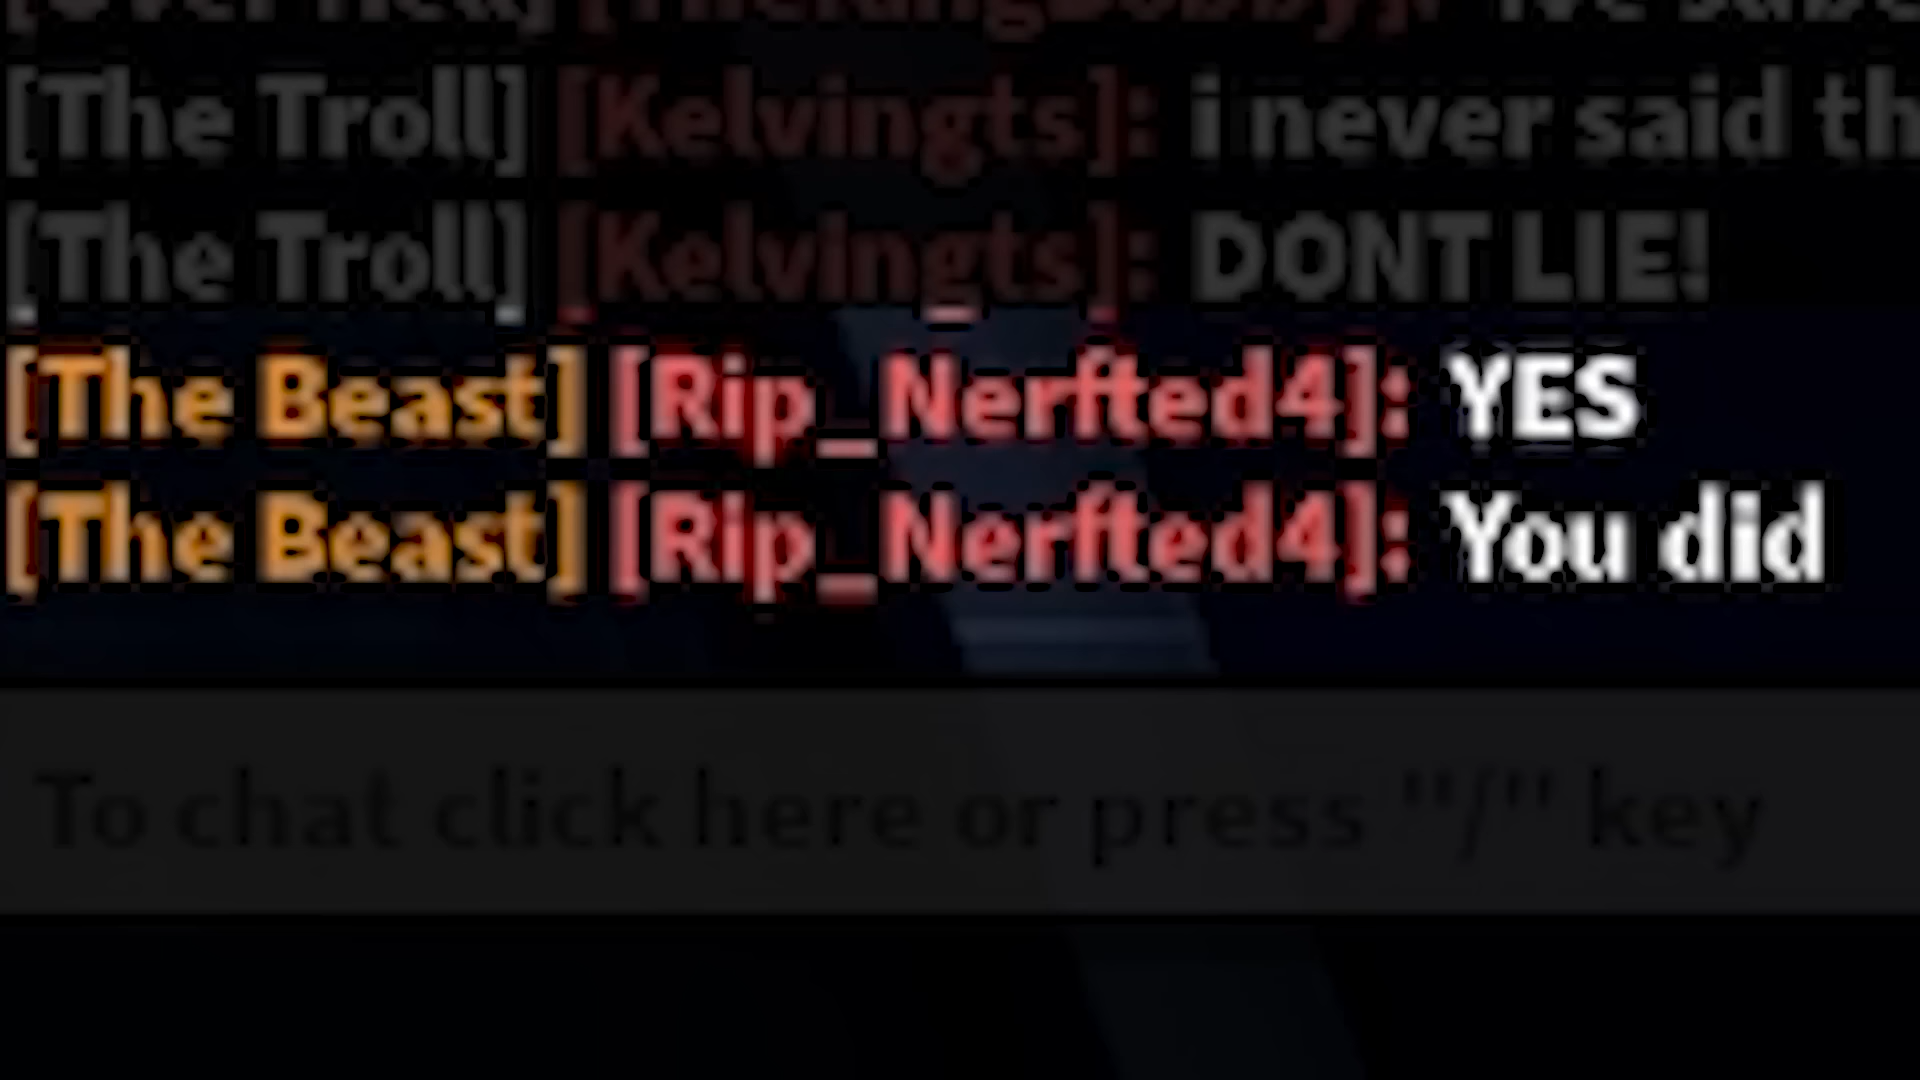 [The Troll] [Kelvingts]: i never said th
[The Troll] [Kelvingts]: DONT LIE!
[The Beast] [Rip_Nerfted4]: YES
[The Beast] [Rip_Nerfted4]: You did
To chat click here or press "/" key